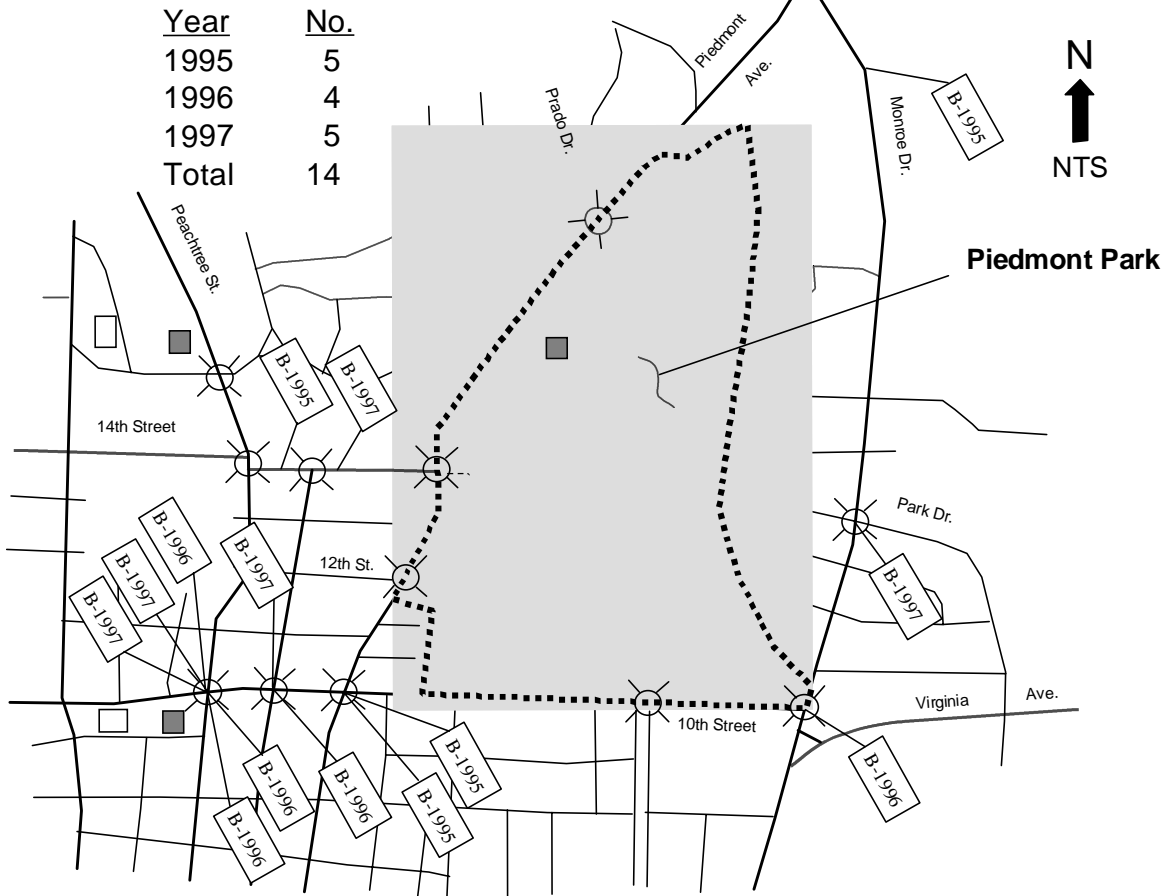 Year No.
1995 5
1996 4
1997 5
Total 14
Piedmont
Ave.
Prado Dr.
Monroe Dr.
B-1995
N
NTS
Peachtree St.
Piedmont Park
B-1995
B-1997
14th Street
B-1996
B-1997
B-1997
B-1997
12th St.
Park Dr.
B-1997
Virginia
Ave.
10th Street
B-1995
B-1996
B-1996
B-1996
B-1995
B-1996